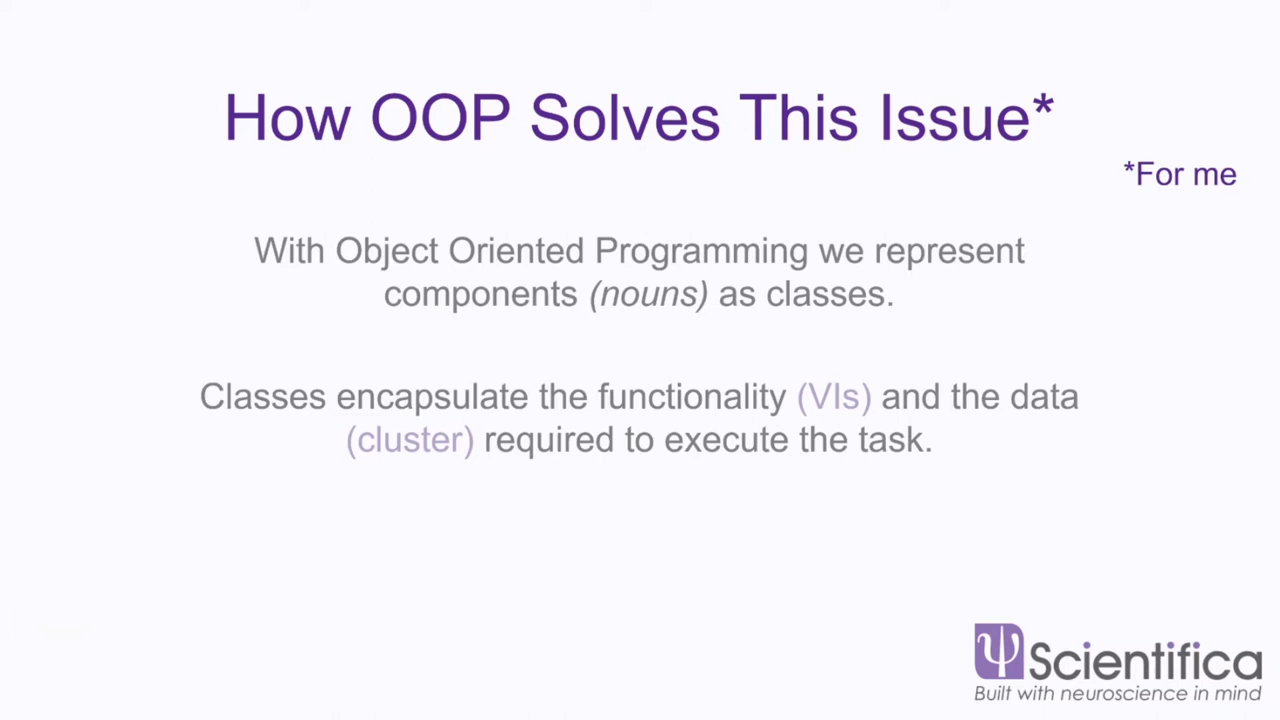 How OOP Solves This Issue*
*For me
With Object Oriented Programming we represent
components (nouns) as classes.
Classes encapsulate the functionality (VIs) and the data
(cluster) required to execute the task.
Scientifica
Built with neuroscience in mind